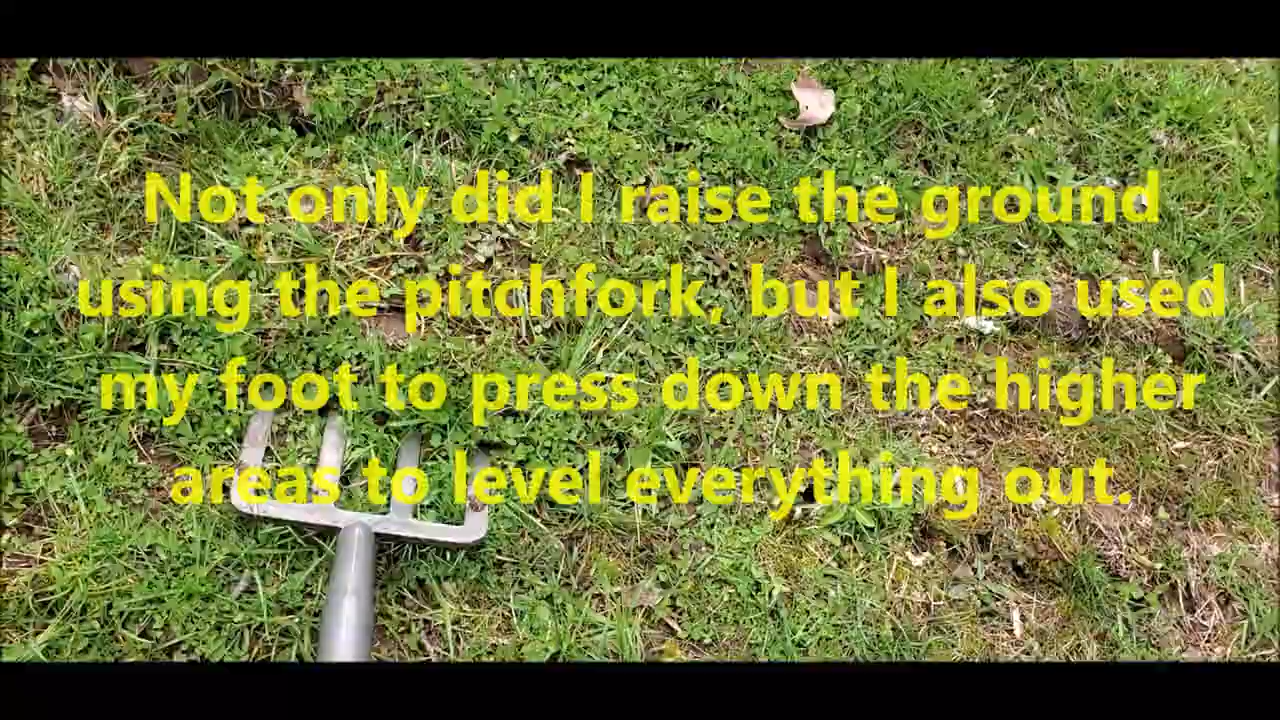 Not only did I raise the ground
using the pitchfork, but I also used
my foot to press down the higher
areas to level everything out.